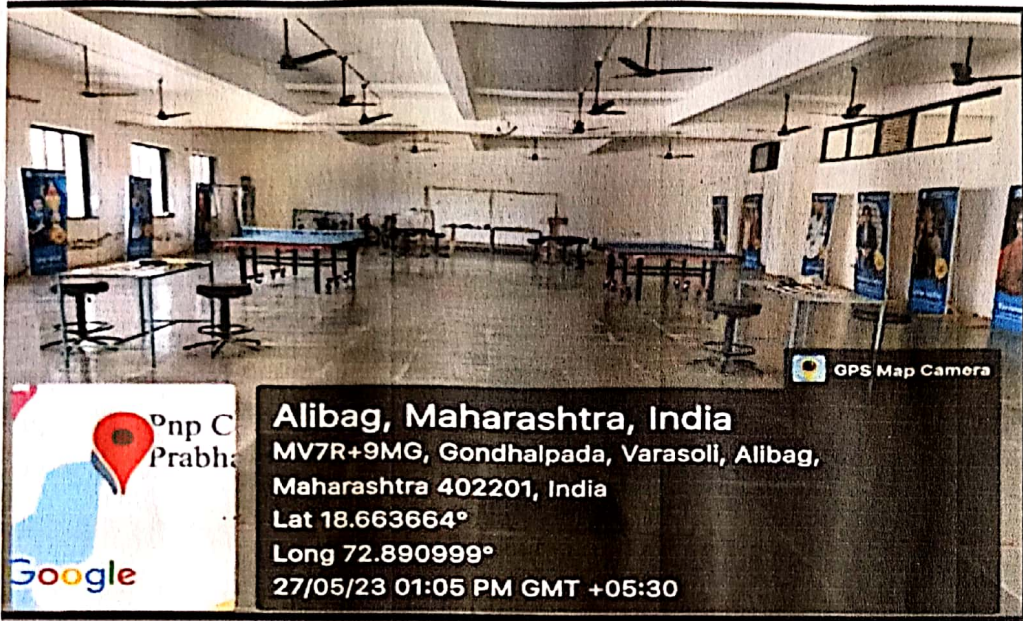 GPS Map Camera
Pnp C
Prabha
Google
Alibag, Maharashtra, India
MV7R+9MG, Gondhalpada, Varasoli, Alibag,
Maharashtra 402201, India
Lat 18.663664°
Long 72.890999°
27/05/23 01:05 PM GMT +05:30